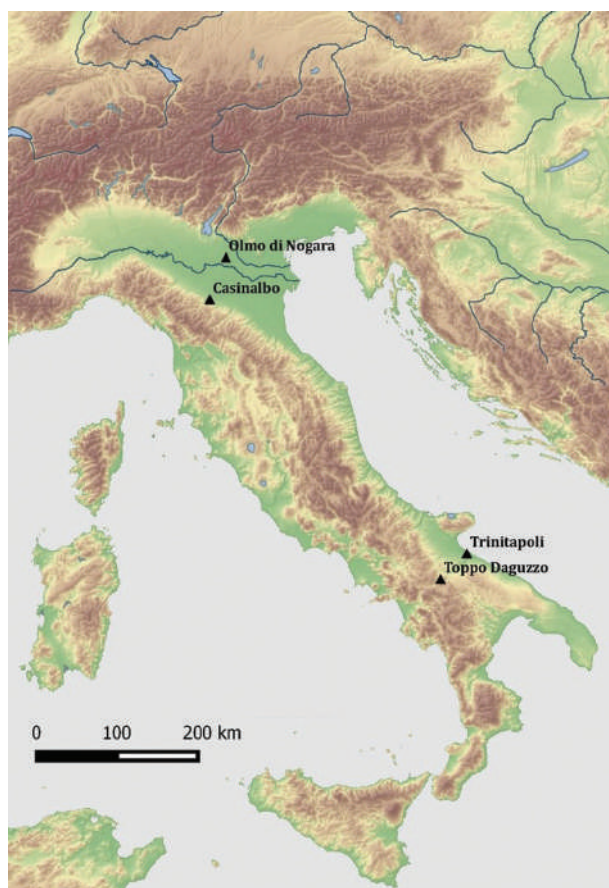 Olmo di Nogara
Casinalbo
Trinitapoli
Toppo Daguzzo
0 100 200 km